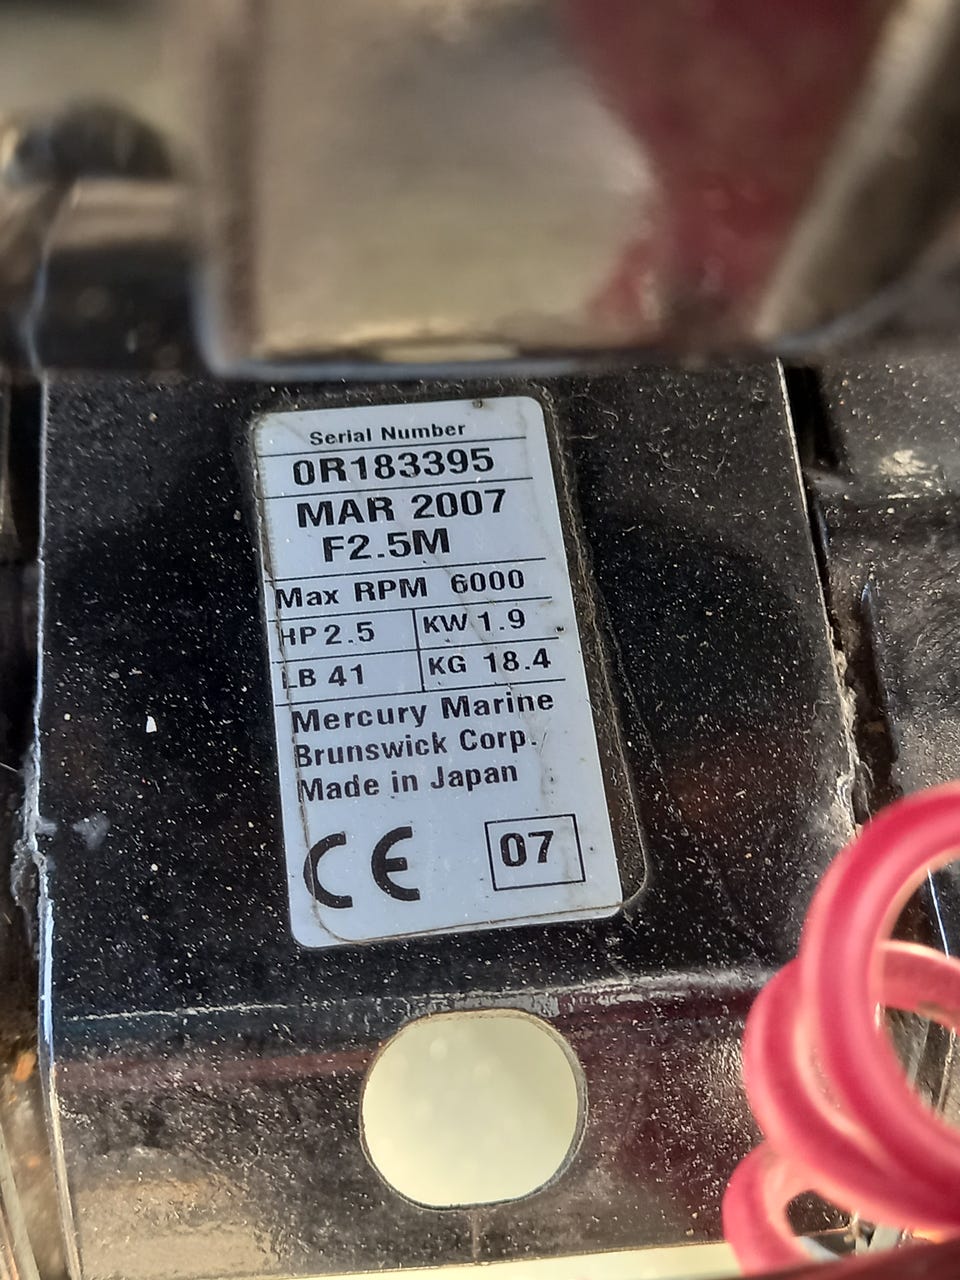 Serial Number
0R183395
MAR 2007
F2.5M
Max RPM 6000
HP 2.5 KW 1.9
LB 41 KG 18.4
Mercury Marine
Brunswick Corp.
Made in Japan
CE 07